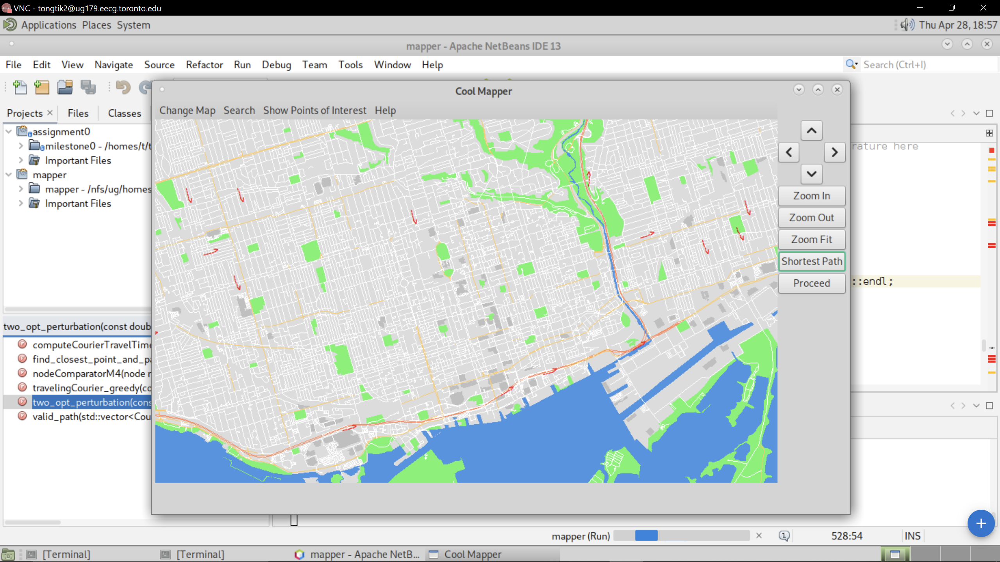 VNC - tongtik2@ug179.eecg.toronto.edu
Applications Places System
Thu Apr 28, 18:57
mapper - Apache NetBeans IDE 13
File Edit View Navigate Source Refactor Run Debug Team Tools Window Help
Search (Ctrl+I)
Cool Mapper
Change Map Search Show Points of Interest Help
Projects Files Classes
assignment0
milestone0 - /homes/t/t
Important Files
mapper
mapper - /nfs/ug/homes
Important Files
rature here
Zoom In
Zoom Out
Zoom Fit
Shortest Path
Proceed
::endl;
two_opt_perturbation(const doub
computeCourierTravelTime
find_closest_point_and_pa
nodeComparatorM4(node r
travelingCourier_greedy(co
two_opt_perturbation(cons
valid_path(std::vector<Cou
mapper (Run)
1
528:54
INS
[Terminal]
[Terminal]
mapper - Apache NetB...
Cool Mapper